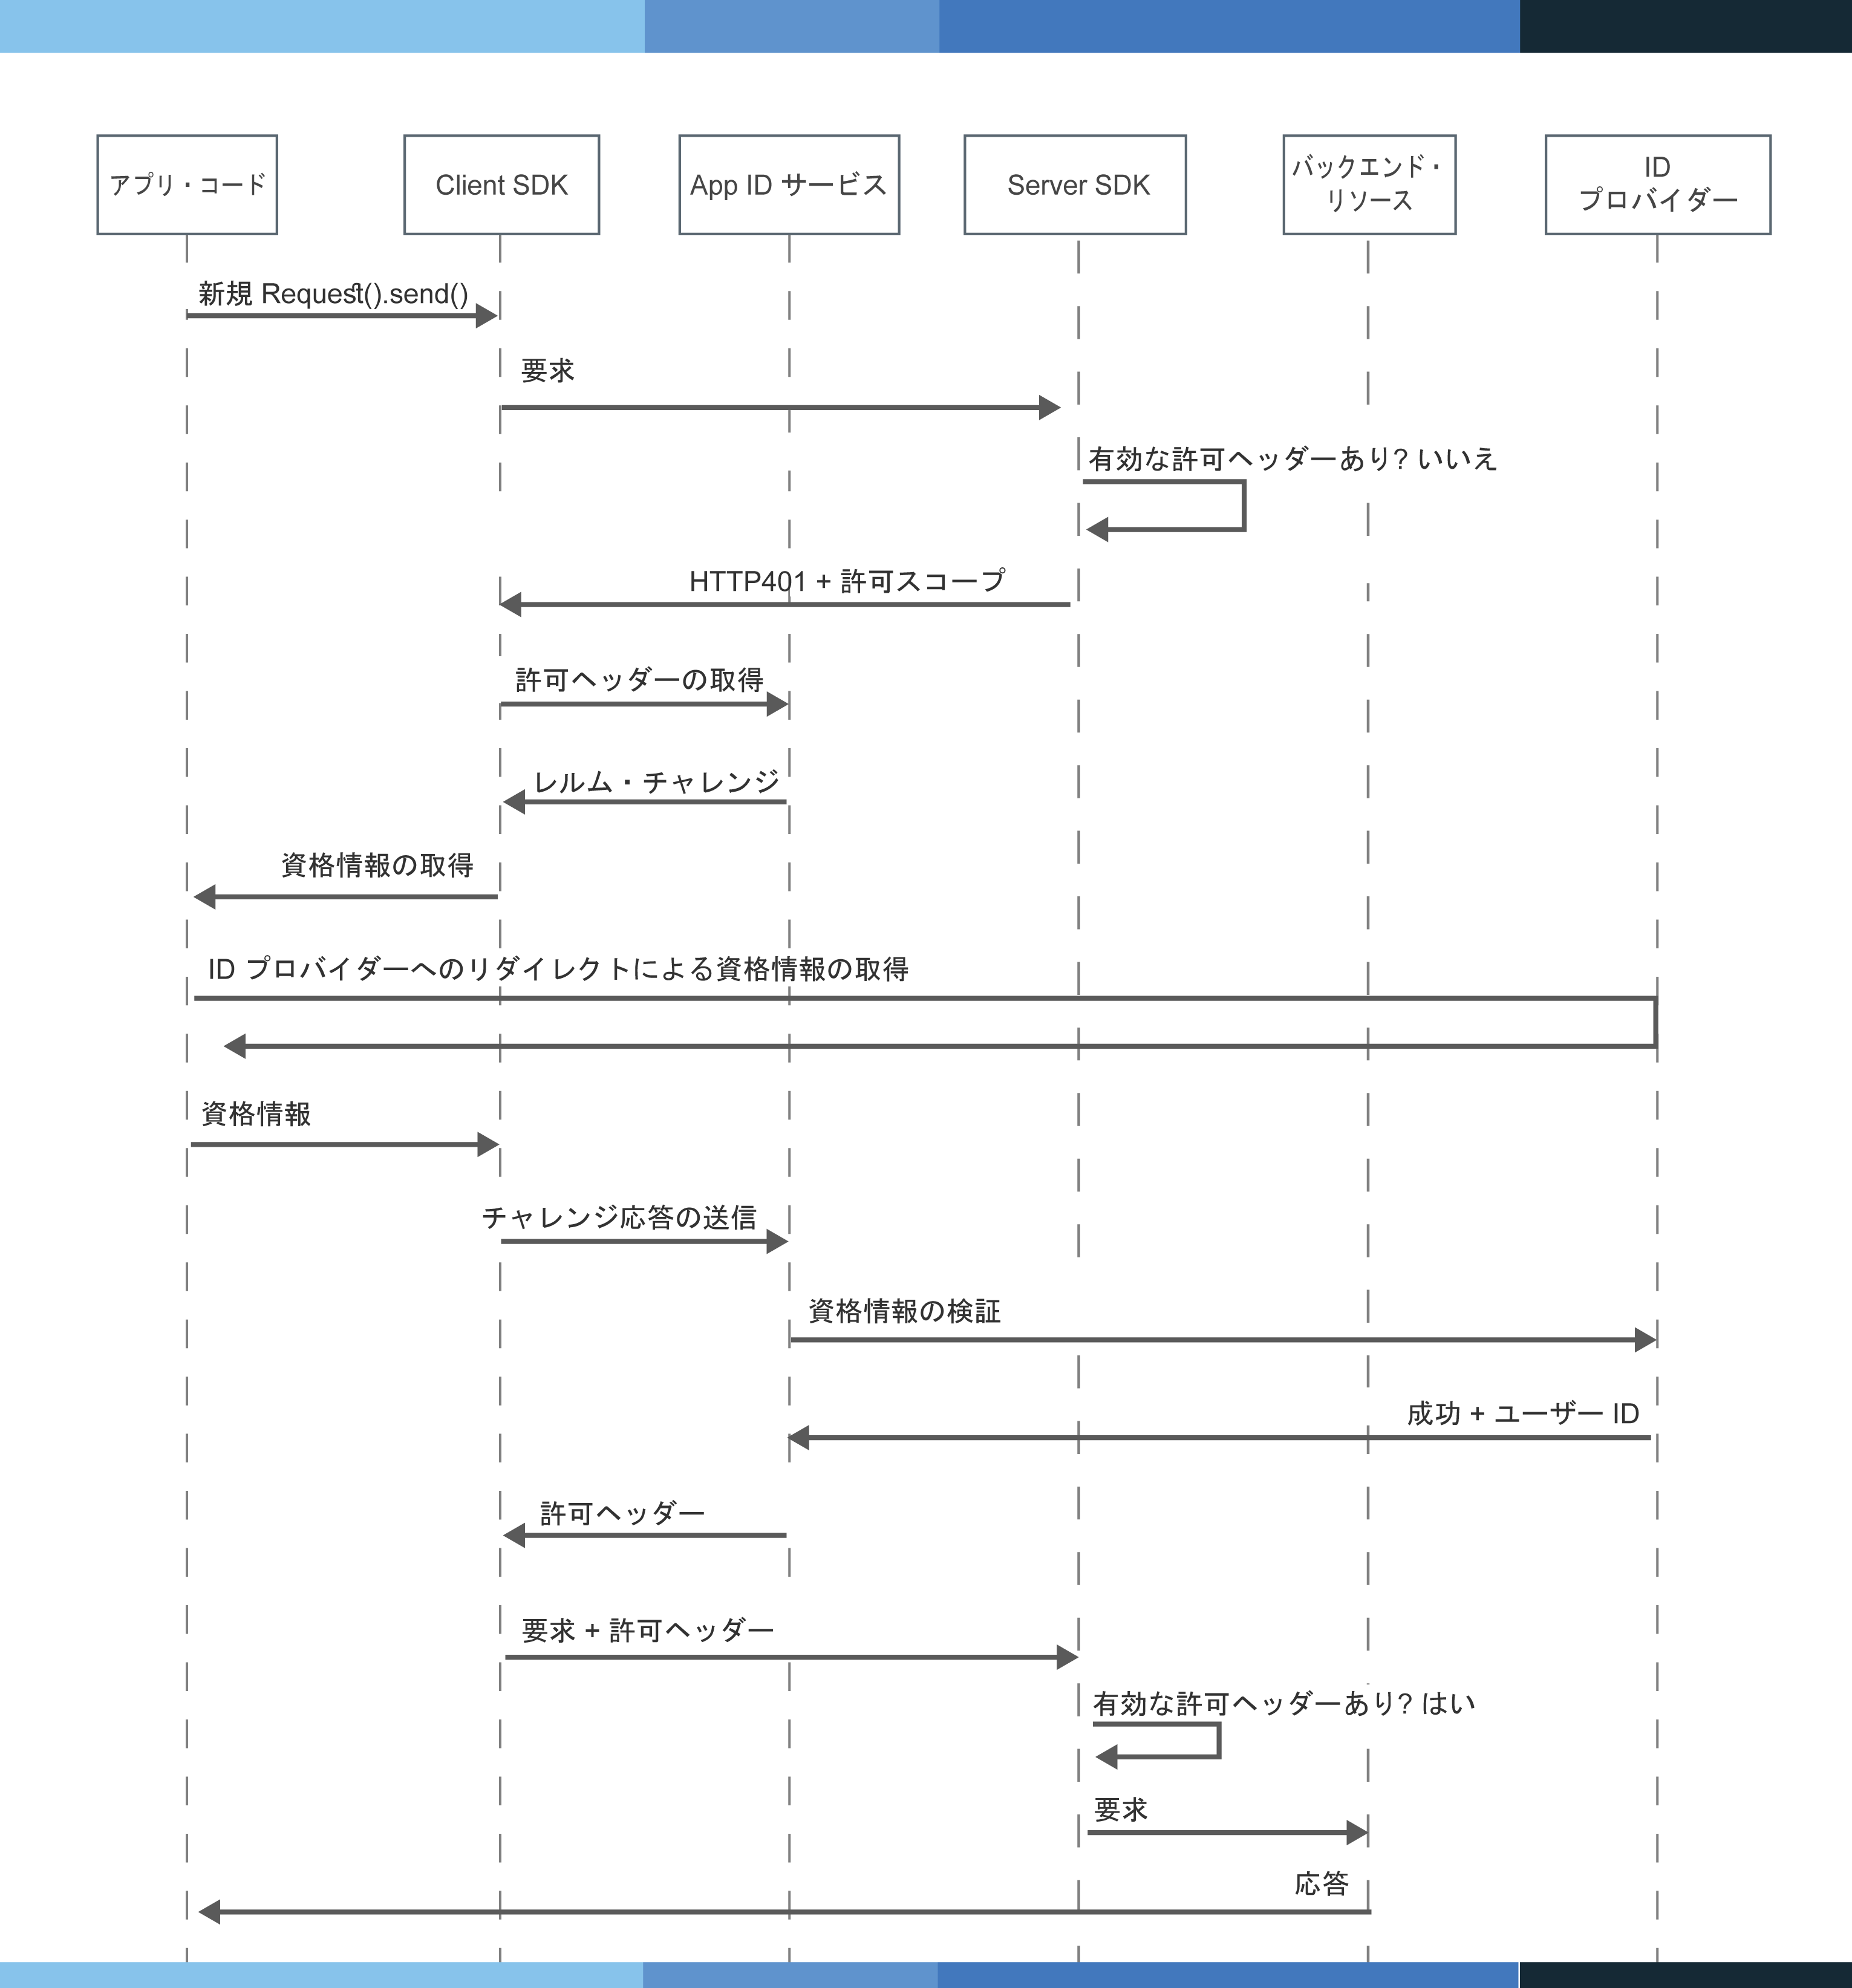 アプリ・コード
Client SDK
App ID サービス
Server SDK
バックエンド・
リソース
ID
プロバイダー
新規 Request().send()
要求
有効な許可ヘッダーあり? いいえ
HTTP401 + 許可スコープ
許可ヘッダーの取得
レルム・チャレンジ
資格情報の取得
ID プロバイダーへのリダイレクトによる資格情報の取得
資格情報
チャレンジ応答の送信
資格情報の検証
成功 + ユーザー ID
許可ヘッダー
要求 + 許可ヘッダー
有効な許可ヘッダーあり? はい
要求
応答